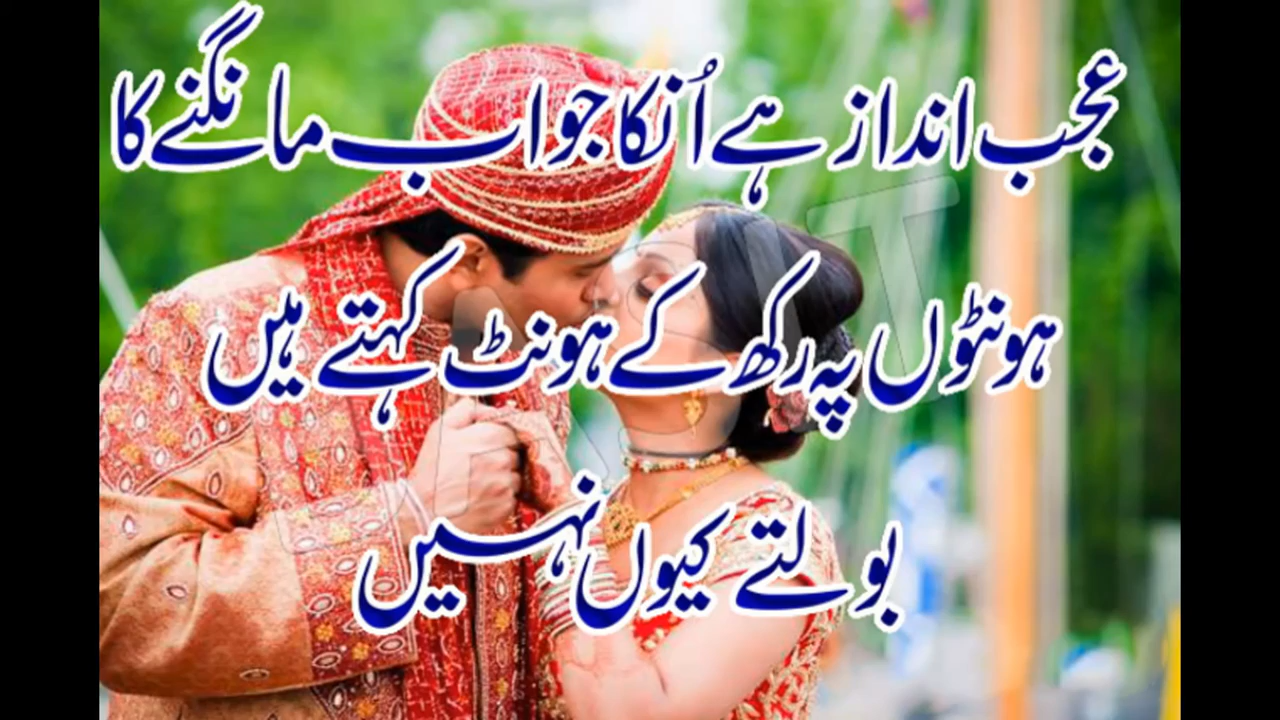 عجب انداز ہے اُنکا جواب مانگنے کا
ہونٹوں پہ رکھ کے ہونٹ کہتے ہیں
بولتے کیوں نہیں